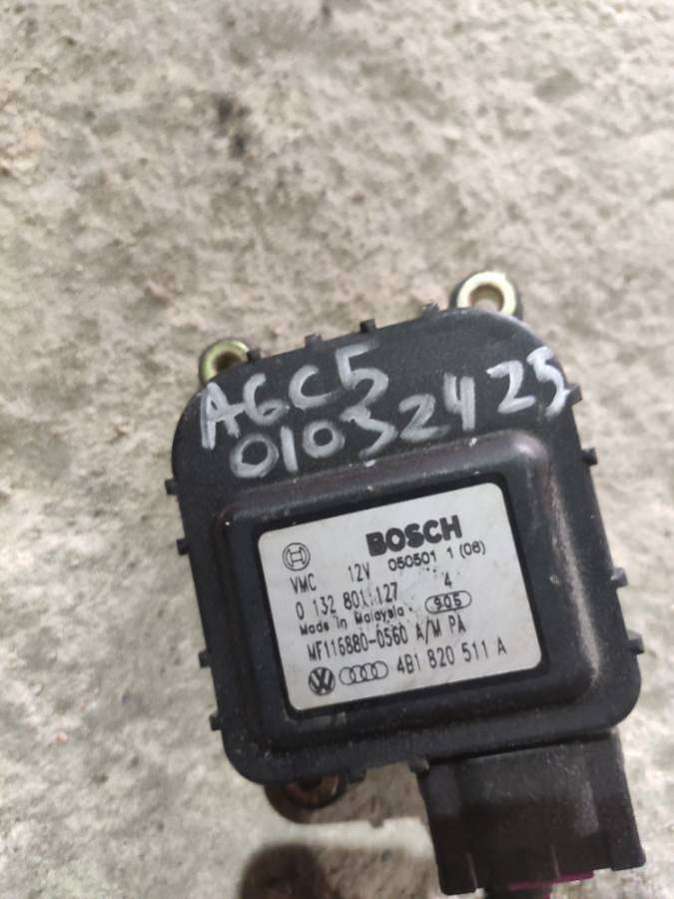 A6C5
01032425
BOSCH
VMC 12V 050501 1 (06)
0 132 801 127 4
Made in Malaysia 905
MF116880-0560 A/M PA
4B1 820 511 A